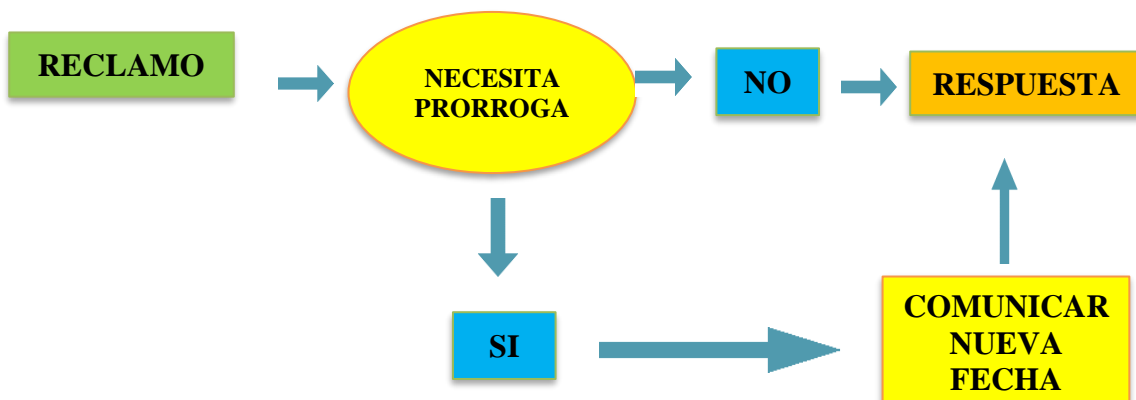 RECLAMO
NECESITA
PRORROGA
NO
RESPUESTA
SI
COMUNICAR
NUEVA
FECHA